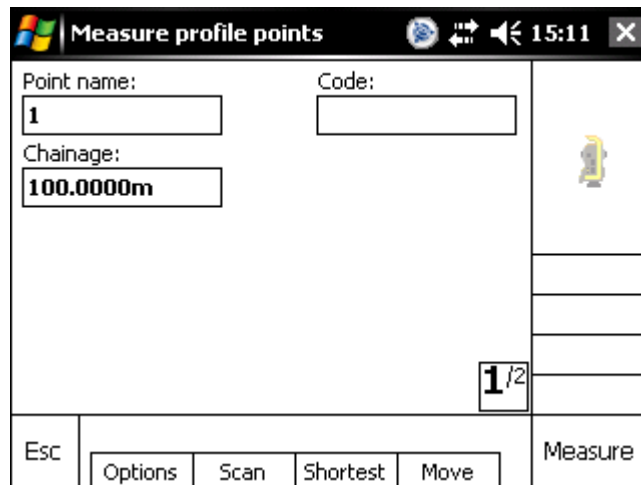 Measure profile points 15:11
Point name: Code:
1
Chainage:
100.0000m
1/2
Esc Options Scan Shortest Move Measure